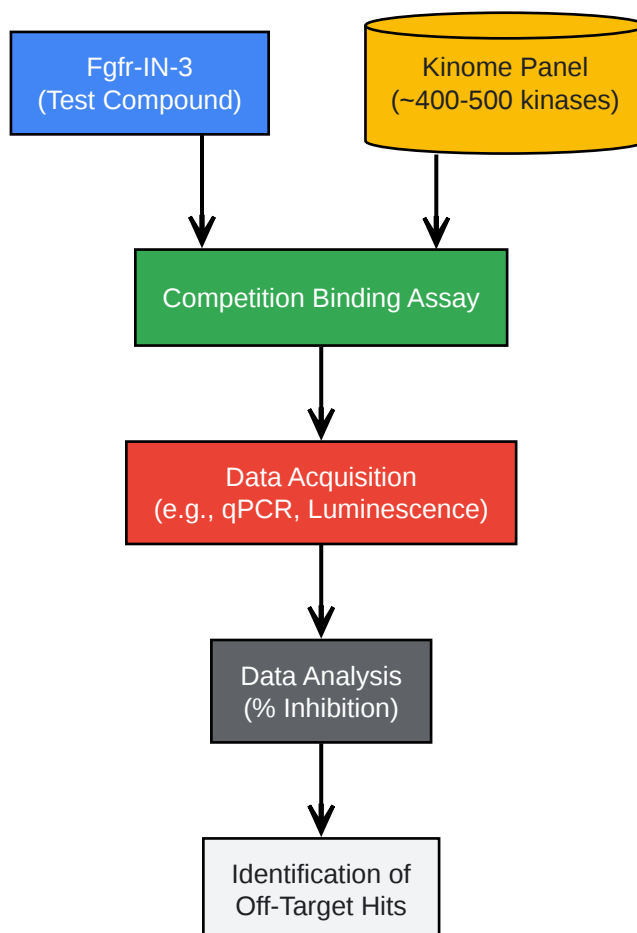 Fgfr-IN-3
(Test Compound)
Kinome Panel
(~400-500 kinases)
Competition Binding Assay
Data Acquisition
(e.g., qPCR, Luminescence)
Data Analysis
(% Inhibition)
Identification of
Off-Target Hits